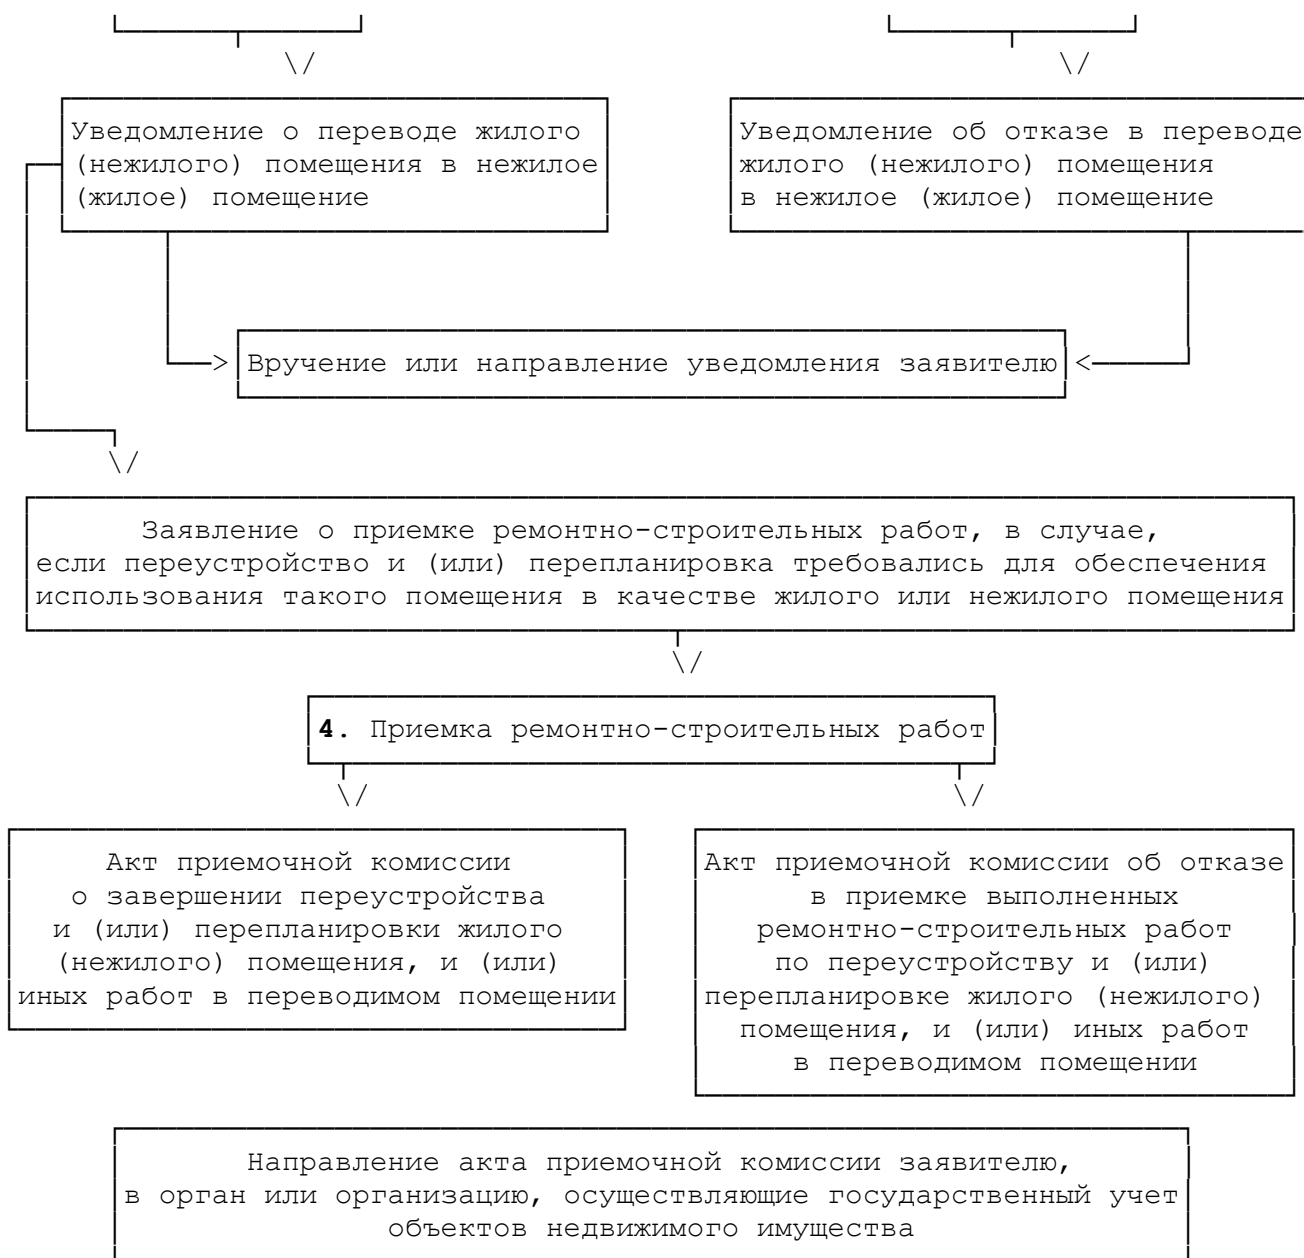 Уведомление о переводе жилого
(нежилого) помещения в нежилое
(жилое) помещение
Уведомление об отказе в переводе
жилого (нежилого) помещения
в нежилое (жилое) помещение
Вручение или направление уведомления заявителю
Заявление о приемке ремонтно-строительных работ, в случае,
если переустройство и (или) перепланировка требовались для обеспечения
использования такого помещения в качестве жилого или нежилого помещения
4. Приемка ремонтно-строительных работ
Акт приемочной комиссии
о завершении переустройства
и (или) перепланировки жилого
(нежилого) помещения, и (или)
иных работ в переводимом помещении
Акт приемочной комиссии об отказе
в приемке выполненных
ремонтно-строительных работ
по переустройству и (или)
перепланировке жилого (нежилого)
помещения, и (или) иных работ
в переводимом помещении
Направление акта приемочной комиссии заявителю,
в орган или организацию, осуществляющие государственный учет
объектов недвижимого имущества